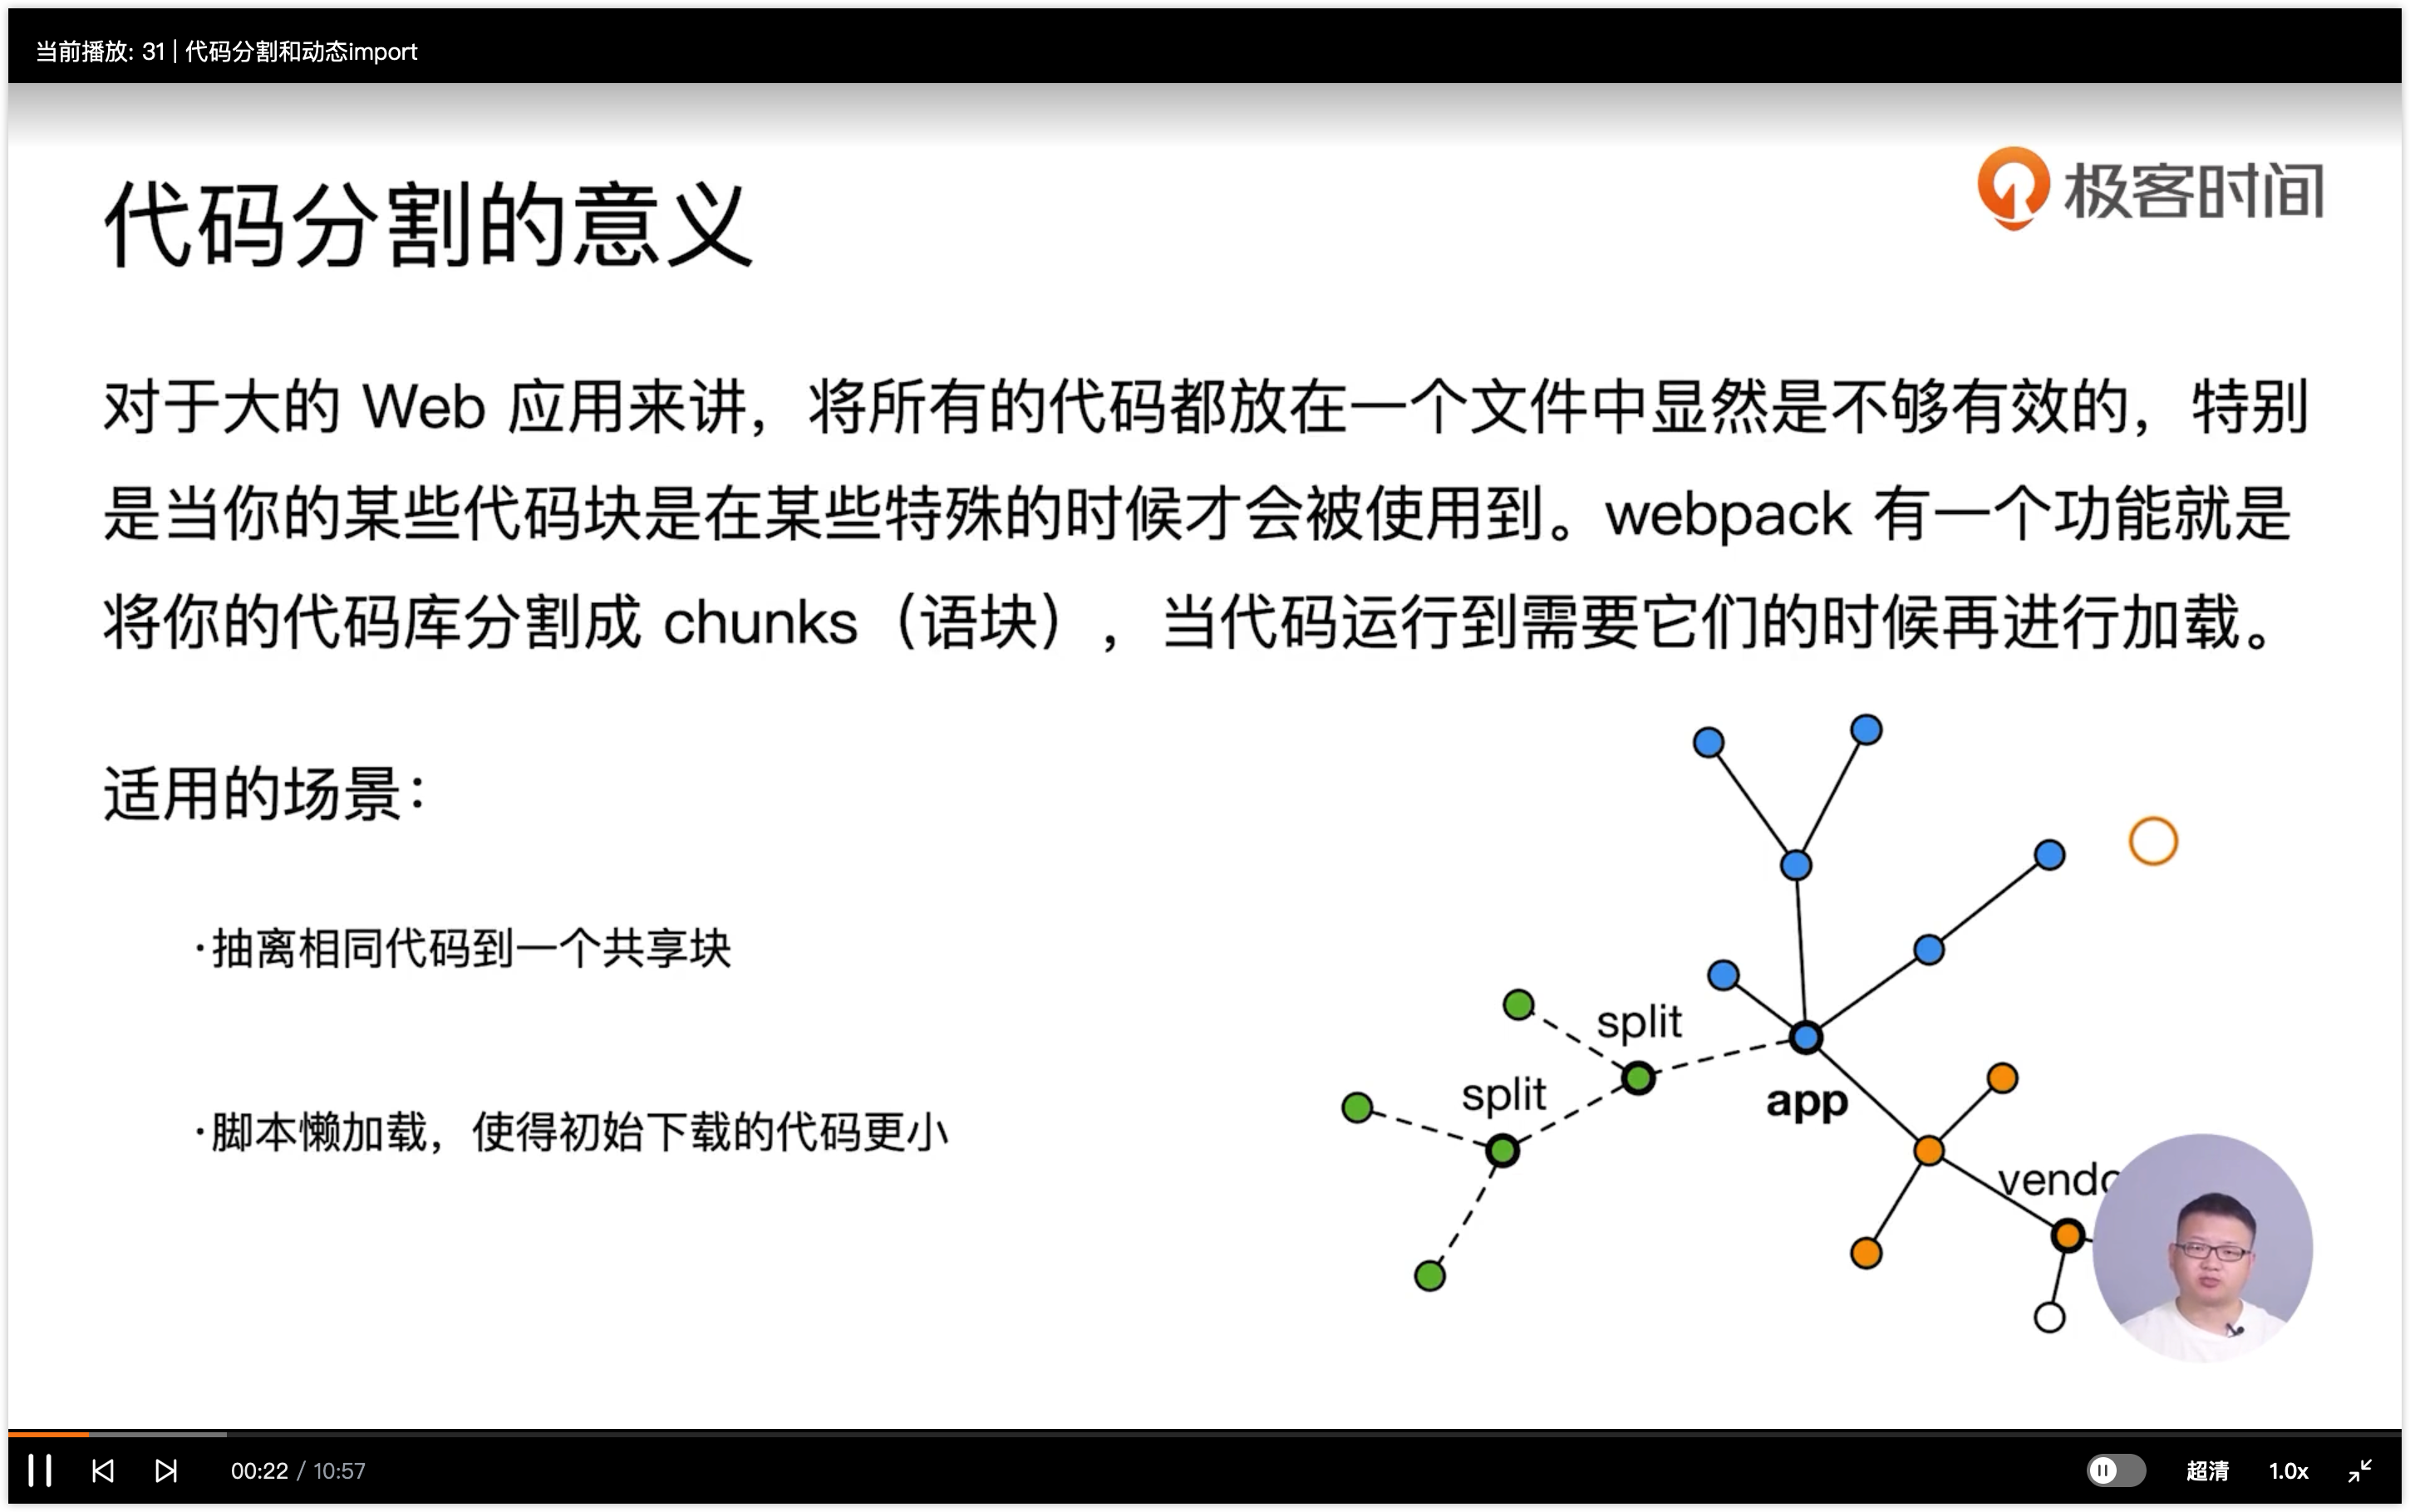 当前播放: 31 | 代码分割和动态import
极客时间
代码分割的意义
对于大的 Web 应用来讲，将所有的代码都放在一个文件中显然是不够有效的，特别
是当你的某些代码块是在某些特殊的时候才会被使用到。webpack 有一个功能就是
将你的代码库分割成 chunks（语块），当代码运行到需要它们的时候再进行加载。
适用的场景：
·抽离相同代码到一个共享块
·脚本懒加载，使得初始下载的代码更小
split
split
app
00:22 / 10:57
超清
1.0x